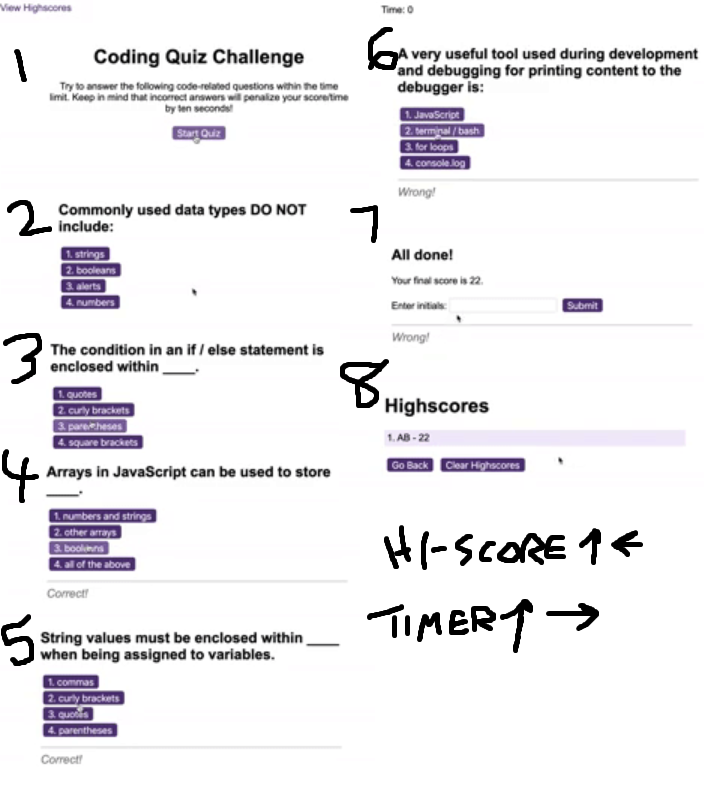 View Highscores
1
Coding Quiz Challenge
Try to answer the following code-related questions within the time
limit. Keep in mind that incorrect answers will penalize your score/time
by ten seconds!
Start Quiz
2
Commonly used data types DO NOT
include:
1. strings
2. booleans
3. alerts
4. numbers
3
The condition in an if / else statement is
enclosed within ____.
1. quotes
2. curly brackets
3. parentheses
4. square brackets
4
Arrays in JavaScript can be used to store
____.
1. numbers and strings
2. other arrays
3. booleans
4. all of the above
Correct!
5
String values must be enclosed within ____
when being assigned to variables.
1. commas
2. curly brackets
3. quotes
4. parentheses
Correct!
Time: 0
6
A very useful tool used during development
and debugging for printing content to the
debugger is:
1. JavaScript
2. terminal / bash
3. for loops
4. console.log
Wrong!
7
All done!
Your final score is 22.
Enter initials:
Submit
Wrong!
8
Highscores
1. AB - 22
Go Back
Clear Highscores
HI-SCORE ↑ ←
TIMER ↑ →